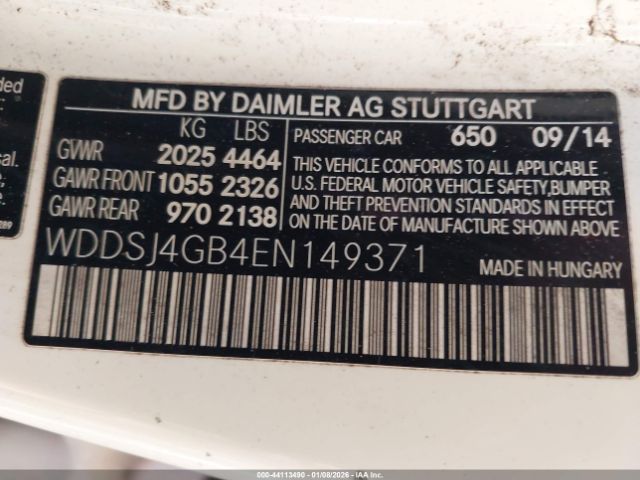 MFD BY DAIMLER AG STUTTGART
KG LBS
GVWR 2025 4464
GAWR FRONT 1055 2326
GAWR REAR 970 2138
PASSENGER CAR 650 09/14
THIS VEHICLE CONFORMS TO ALL APPLICABLE
U.S. FEDERAL MOTOR VEHICLE SAFETY,BUMPER
AND THEFT PREVENTION STANDARDS IN EFFECT
ON THE DATE OF MANUFACTURE SHOWN ABOVE.
WDDSJ4GB4EN149371
MADE IN HUNGARY
000-44113490 - 01/08/2026 - IAA Inc.